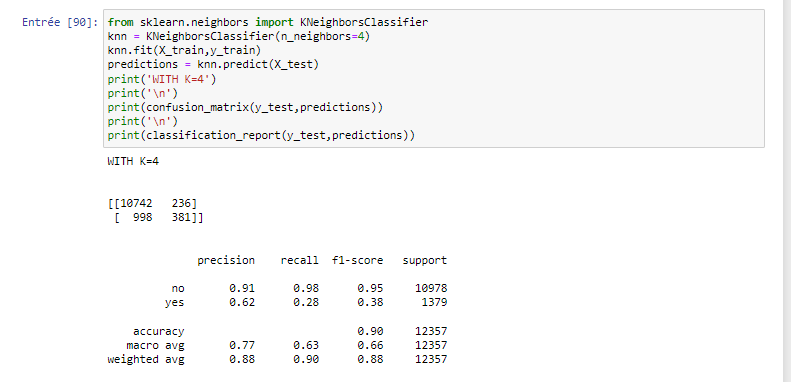 Entrée [90]: from sklearn.neighbors import KNeighborsClassifier
knn = KNeighborsClassifier(n_neighbors=4)
knn.fit(X_train,y_train)
predictions = knn.predict(X_test)
print('WITH K=4')
print('\n')
print(confusion_matrix(y_test,predictions))
print('\n')
print(classification_report(y_test,predictions))
WITH K=4
[[10742 236]
[ 998 381]]
precision recall f1-score support
no 0.91 0.98 0.95 10978
yes 0.62 0.28 0.38 1379
accuracy 0.90 12357
macro avg 0.77 0.63 0.66 12357
weighted avg 0.88 0.90 0.88 12357